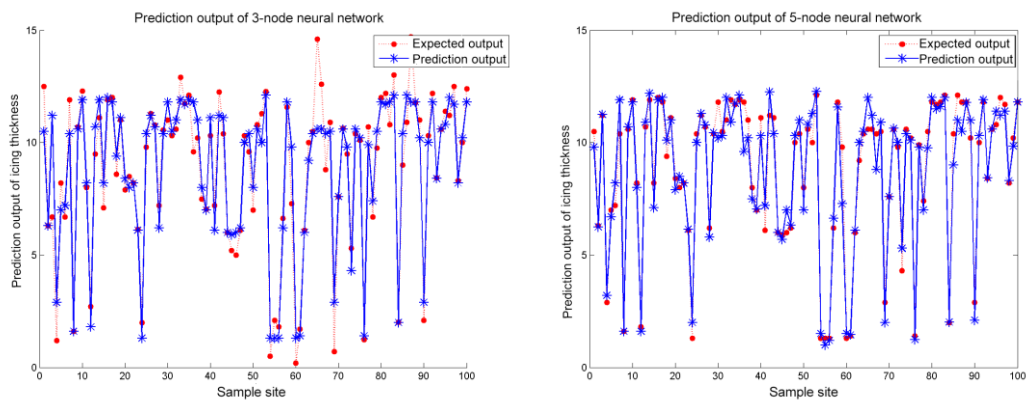 Prediction output of 3-node neural network
Prediction output of icing thickness
15
10
5
0
Expected output
Prediction output
0 10 20 30 40 50 60 70 80 90 100
Sample site
Prediction output of 5-node neural network
Prediction output of icing thickness
15
10
5
0
Expected output
Prediction output
0 10 20 30 40 50 60 70 80 90 100
Sample site